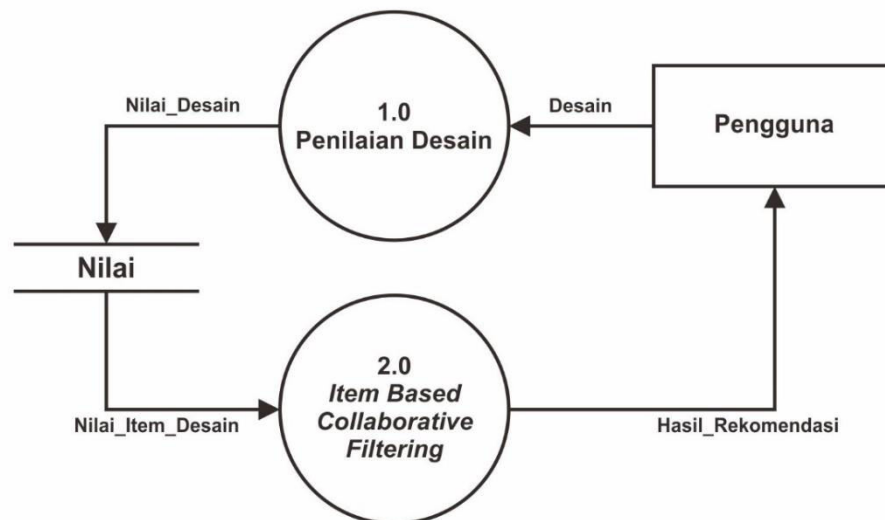 Nilai_Desain
1.0
Penilaian Desain
Desain
Pengguna
Nilai
Nilai_Item_Desain
2.0
Item Based
Collaborative
Filtering
Hasil_Rekomendasi